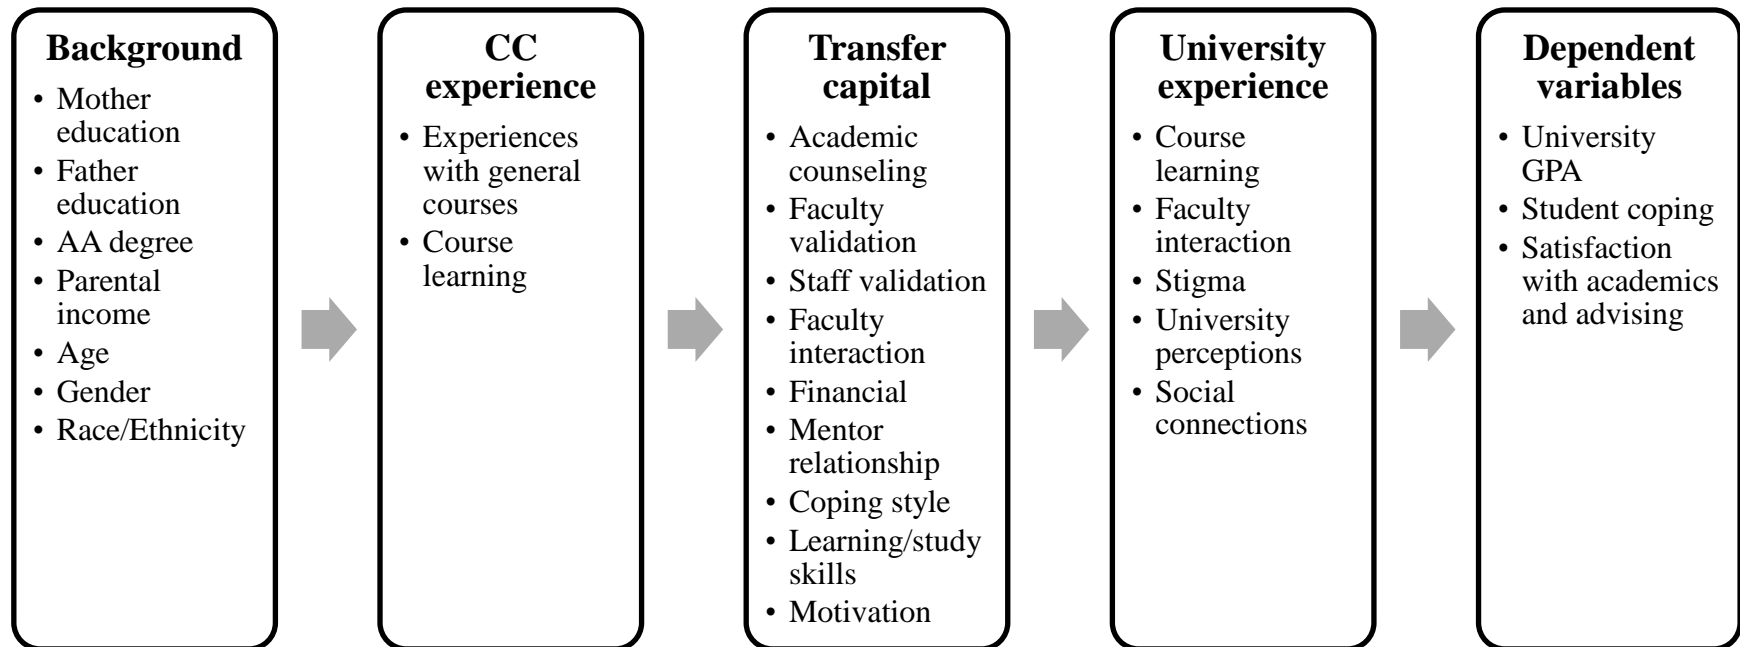 Background
• Mother
education
• Father
education
• AA degree
• Parental
income
• Age
• Gender
• Race/Ethnicity
CC
experience
• Experiences
with general
courses
• Course
learning
Transfer
capital
• Academic
counseling
• Faculty
validation
• Staff validation
• Faculty
interaction
• Financial
• Mentor
relationship
• Coping style
• Learning/study
skills
• Motivation
University
experience
• Course
learning
• Faculty
interaction
• Stigma
• University
perceptions
• Social
connections
Dependent
variables
• University
GPA
• Student coping
• Satisfaction
with academics
and advising